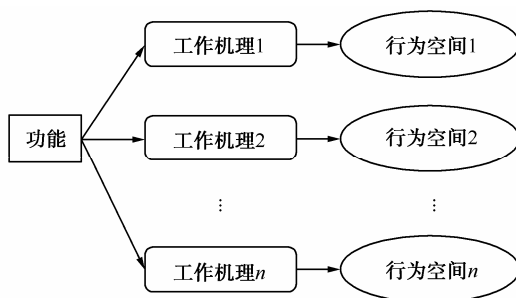 工作机理1
行为空间1
功能
工作机理2
行为空间2
⋮
⋮
工作机理n
行为空间n